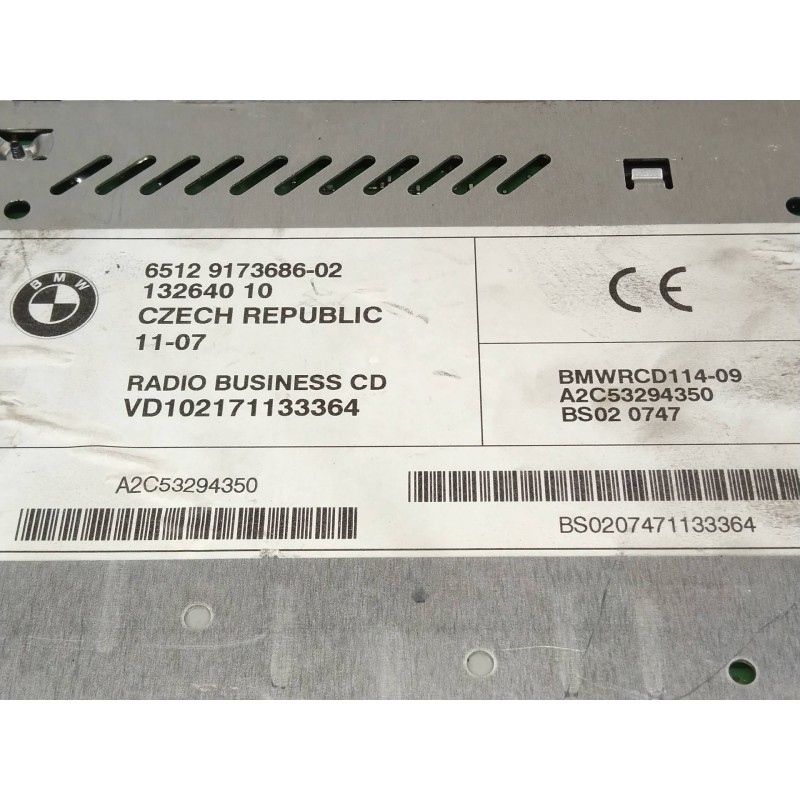 BMW
6512 9173686-02
132640 10
CZECH REPUBLIC
11-07
RADIO BUSINESS CD
VD102171133364
CE
BMWRCD114-09
A2C53294350
BS02 0747
A2C53294350
BS0207471133364